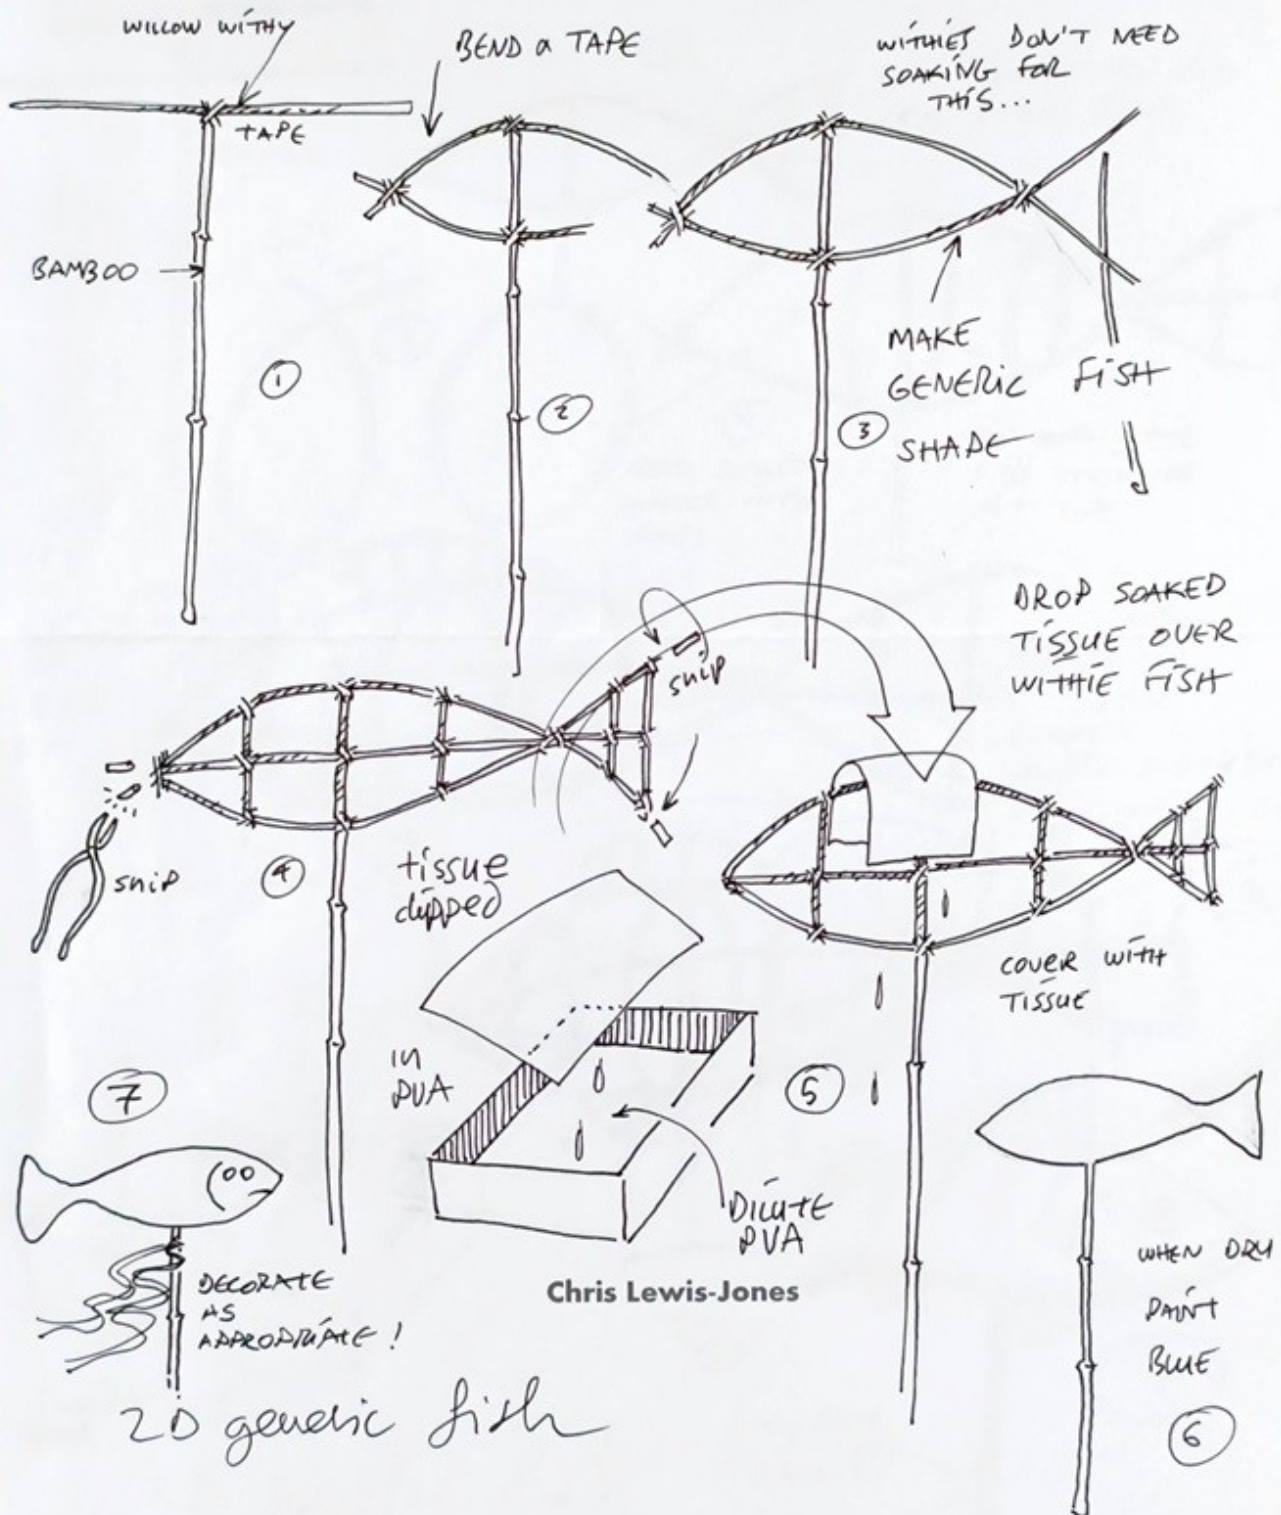 WILLOW WITHY
TAPE
BAMBOO
1
BEND & TAPE
2
WITHIES DON'T NEED
SOAKING FOR
THIS...
MAKE
GENERIC FISH
SHAPE
3
snip
snip
4
DROP SOAKED
TISSUE OVER
WITHIE FISH
tissue
dipped
in
PVA
DILUTE
PVA
COVER WITH
TISSUE
5
WHEN DRY
PAINT
BLUE
6
7
DECORATE
AS
APPROPRIATE!
Chris Lewis-Jones
2D generic fish